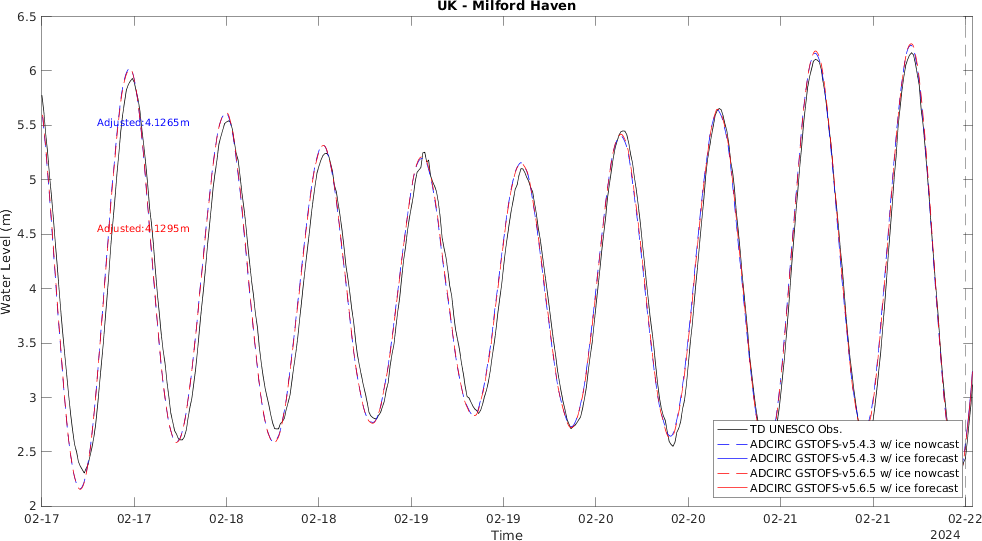 UK - Milford Haven
6.5
6
5.5
5
4.5
4
3.5
3
2.5
2
Water Level (m)
Adjusted:4.1265m
Adjusted:4.1295m
TD UNESCO Obs.
ADCIRC GSTOFS-v5.4.3 w/ ice nowcast
ADCIRC GSTOFS-v5.4.3 w/ ice forecast
ADCIRC GSTOFS-v5.6.5 w/ ice nowcast
ADCIRC GSTOFS-v5.6.5 w/ ice forecast
02-17 02-17 02-18 02-18 02-19 02-19 02-20 02-20 02-21 02-21 02-22
Time
2024